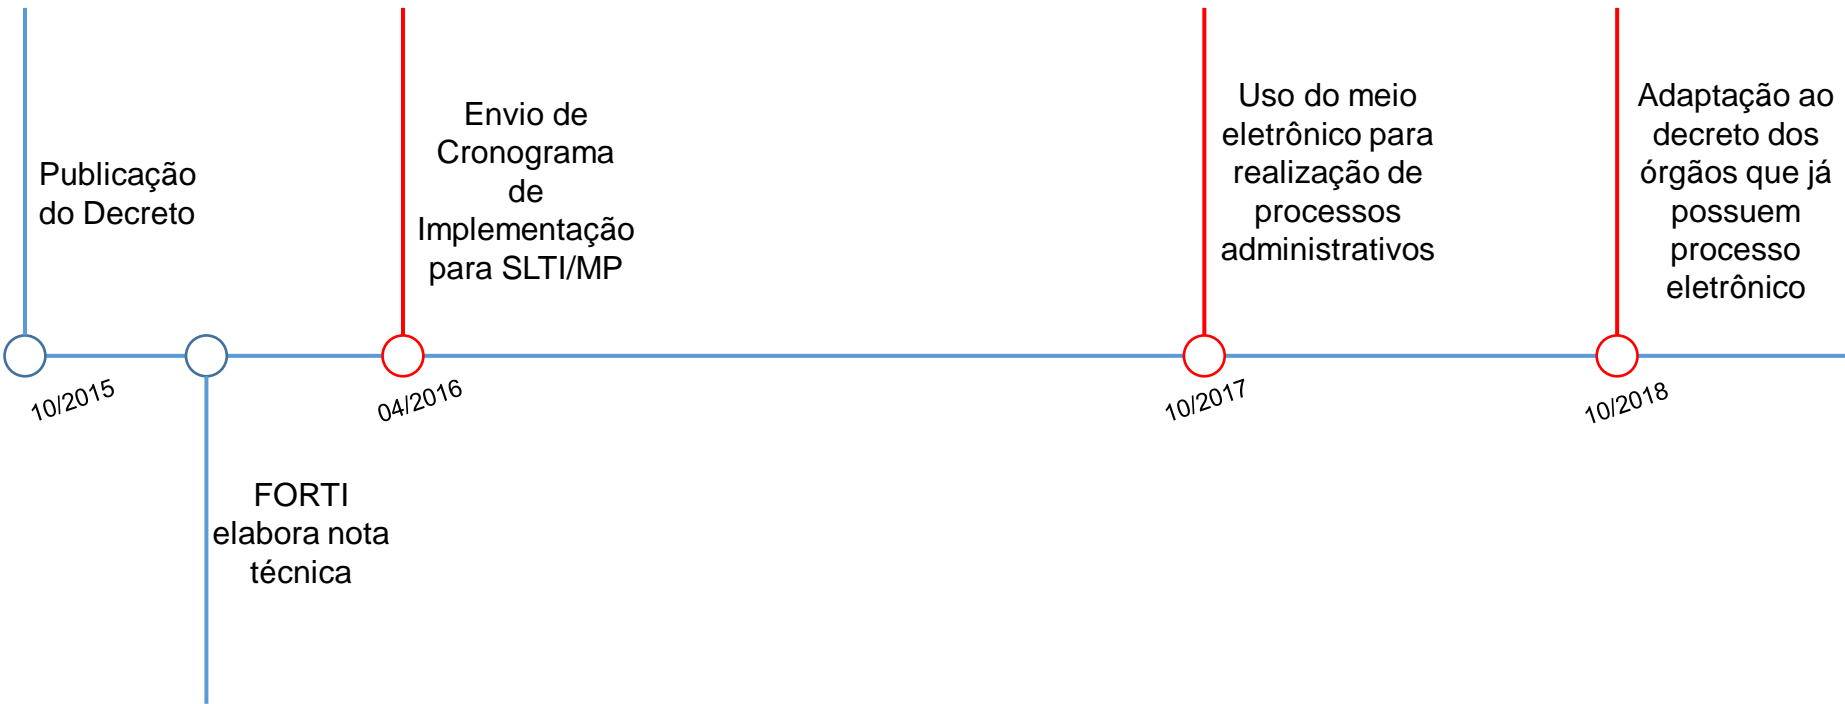 Publicação
do Decreto
10/2015
FORTI
elabora nota
técnica
Envio de
Cronograma
de
Implementação
para SLTI/MP
04/2016
Uso do meio
eletrônico para
realização de
processos
administrativos
10/2017
Adaptação ao
decreto dos
órgãos que já
possuem
processo
eletrônico
10/2018